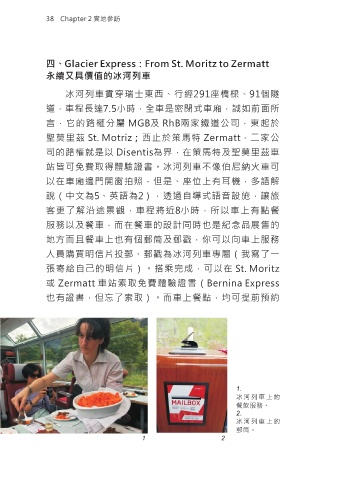 38 Chapter 2 實地參訪
四、Glacier Express：From St. Moritz to Zermatt
永續又具價值的冰河列車
冰河列車貫穿瑞士東西、行經291座橋樑、91個隧
道，車程長達7.5小時，全車是密閉式車廂，誠如前面所
言，它的路權分屬 MGB及 RhB兩家鐵道公司，東起於
聖莫里茲 St. Motriz；西止於策馬特 Zermatt，二家公
司的路權就是以 Disentis為界，在策馬特及聖莫里茲車
站皆可免費取得體驗證書。冰河列車不像伯尼納火車可
以在車廂邊門開窗拍照，但是、座位上有耳機，多語解
說（中文為5、英語為2），透過自導式語音設施，讓旅
客更了解沿途景觀，車程將近8小時，所以車上有點餐
服務以及餐車，而在餐車的設計同時也是紀念品展售的
地方而且餐車上也有個郵筒及郵戳，你可以向車上服務
人員購買明信片投郵，郵戳為冰河列車專屬（我寫了一
張寄給自己的明信片）。搭乘完成，可以在 St. Moritz
或 Zermatt 車站索取免費體驗證書（Bernina Express
也有證書，但忘了索取）。而車上餐點，均可提前預約
MAILBOX
1
2
1.
冰河列車上的
餐飲服務。
2.
冰河列車上的
郵筒。